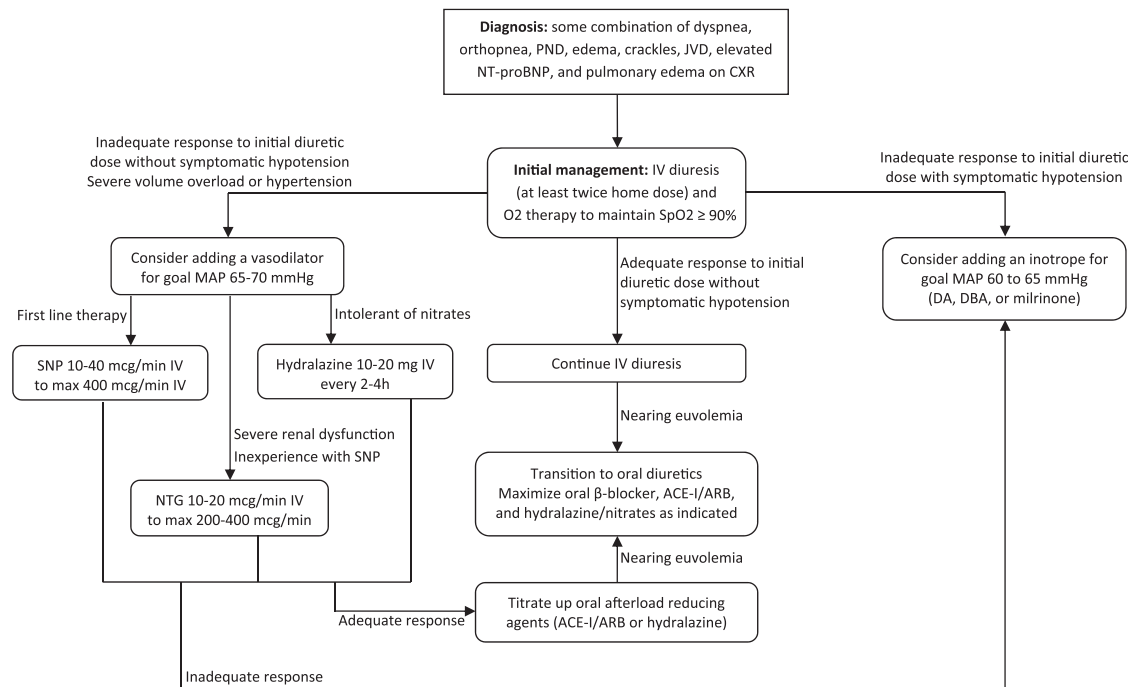 Diagnosis: some combination of dyspnea,
orthopnea, PND, edema, crackles, JVD, elevated
NT-proBNP, and pulmonary edema on CXR
Inadequate response to initial diuretic
dose without symptomatic hypotension
Severe volume overload or hypertension
Initial management: IV diuresis
(at least twice home dose) and
O2 therapy to maintain SpO2 ≥ 90%
Inadequate response to initial diuretic
dose with symptomatic hypotension
Consider adding a vasodilator
for goal MAP 65-70 mmHg
Adequate response to initial
diuretic dose without
symptomatic hypotension
Consider adding an inotrope for
goal MAP 60 to 65 mmHg
(DA, DBA, or milrinone)
First line therapy
Intolerant of nitrates
SNP 10-40 mcg/min IV
to max 400 mcg/min IV
Hydralazine 10-20 mg IV
every 2-4h
Continue IV diuresis
Nearing euvolemia
Severe renal dysfunction
Inexperience with SNP
Transition to oral diuretics
Maximize oral β-blocker, ACE-I/ARB,
and hydralazine/nitrates as indicated
NTG 10-20 mcg/min IV
to max 200-400 mcg/min
Nearing euvolemia
Adequate response
Titrate up oral afterload reducing
agents (ACE-I/ARB or hydralazine)
Inadequate response